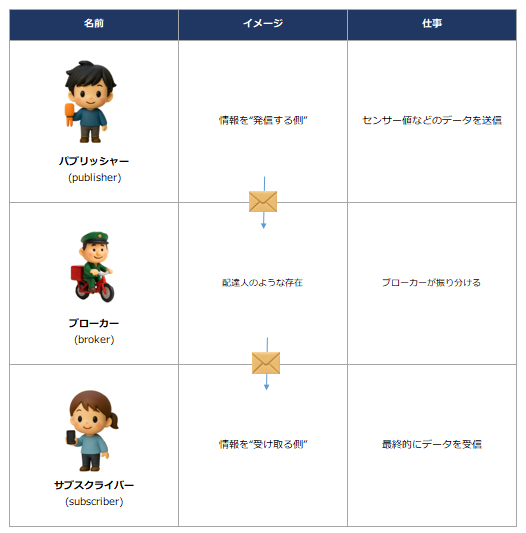 名前 イメージ 仕事
パブリッシャー
(publisher)
情報を“発信する側”
センサー値などのデータを送信
ブローカー
(broker)
配達人のような存在
ブローカーが振り分ける
サブスクライバー
(subscriber)
情報を“受け取る側”
最終的にデータを受信